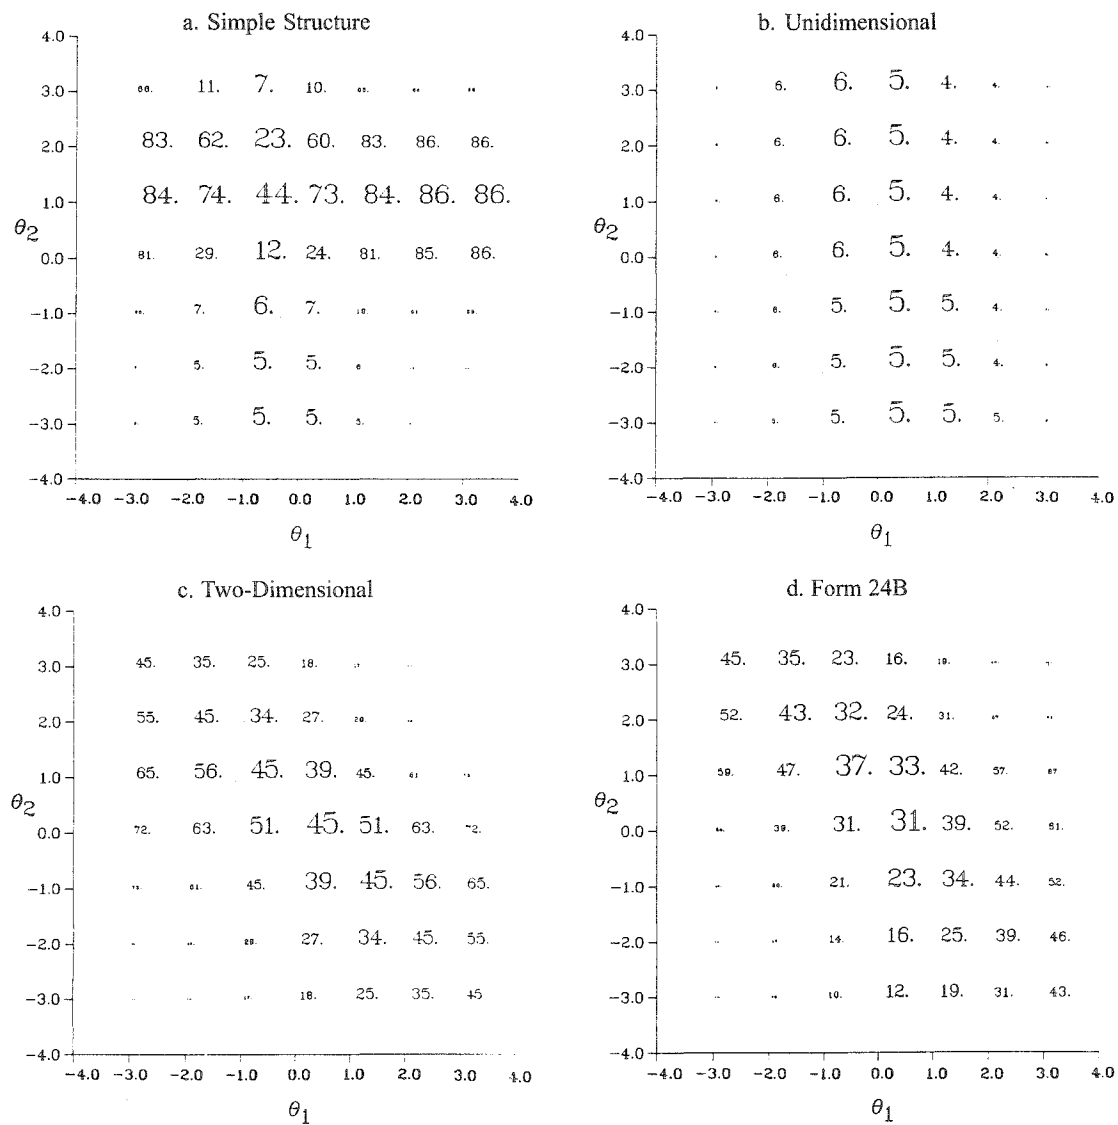 a. Simple Structure
4.0
3.0 11. 7. 10.
2.0 83. 62. 23. 60. 83. 86. 86.
1.0 84. 74. 44. 73. 84. 86. 86.
θ2
0.0 81. 29. 12. 24. 81. 85. 86.
−1.0 7. 6. 7.
−2.0 5. 5. 5.
−3.0 5. 5. 5.
−4.0
−4.0 −3.0 −2.0 −1.0 0.0 1.0 2.0 3.0 4.0
θ1
b. Unidimensional
4.0
3.0 6. 6. 5. 4. 4.
2.0 6. 6. 5. 4. 4.
1.0 6. 6. 5. 4. 4.
θ2
0.0 6. 6. 5. 4. 4.
−1.0 6. 5. 5. 5. 4.
−2.0 6. 5. 5. 5. 4.
−3.0 5. 5. 5. 5. 5.
−4.0
−4.0 −3.0 −2.0 −1.0 0.0 1.0 2.0 3.0 4.0
θ1
c. Two-Dimensional
4.0
3.0 45. 35. 25. 18.
2.0 55. 45. 34. 27. 20.
1.0 65. 56. 45. 39. 45.
θ2
0.0 72. 63. 51. 45. 51. 63. 72.
−1.0 45. 39. 45. 56. 65.
−2.0 20. 27. 34. 45. 55.
−3.0 18. 25. 35. 45
−4.0
−4.0 −3.0 −2.0 −1.0 0.0 1.0 2.0 3.0 4.0
θ1
d. Form 24B
4.0
3.0 45. 35. 23. 16. 19.
2.0 52. 43. 32. 24. 31.
1.0 59. 47. 37. 33. 42. 57. 67
θ2
0.0 39. 31. 31. 39. 52. 61.
−1.0 21. 23. 34. 44. 52.
−2.0 14. 16. 25. 39. 46.
−3.0 10. 12. 19. 31. 43.
−4.0
−4.0 −3.0 −2.0 −1.0 0.0 1.0 2.0 3.0 4.0
θ1